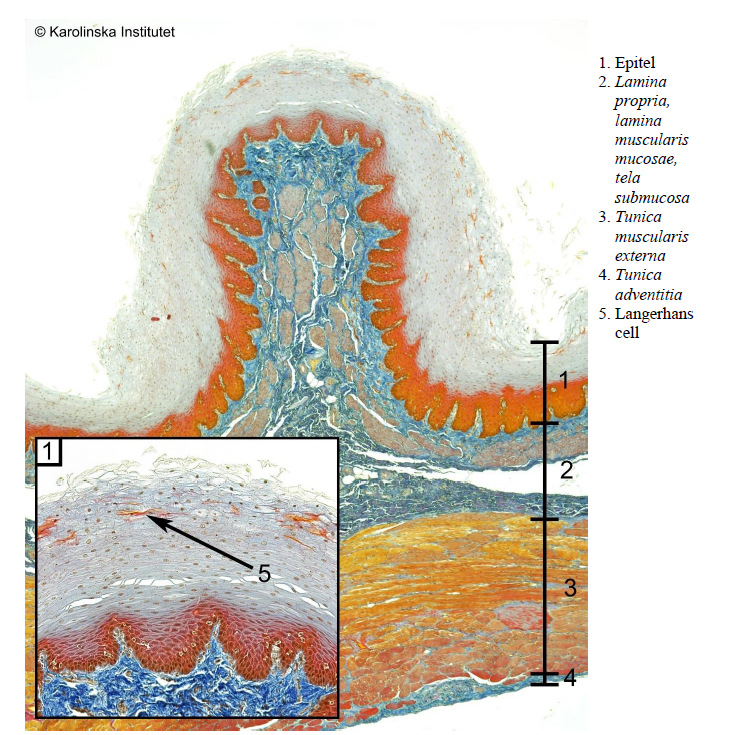 © Karolinska Institutet
1. Epitel
2. Lamina
propria,
lamina
muscularis
mucosae,
tela
submucosa
3. Tunica
muscularis
externa
4. Tunica
adventitia
5. Langerhans
cell
1
2
3
4
1
5